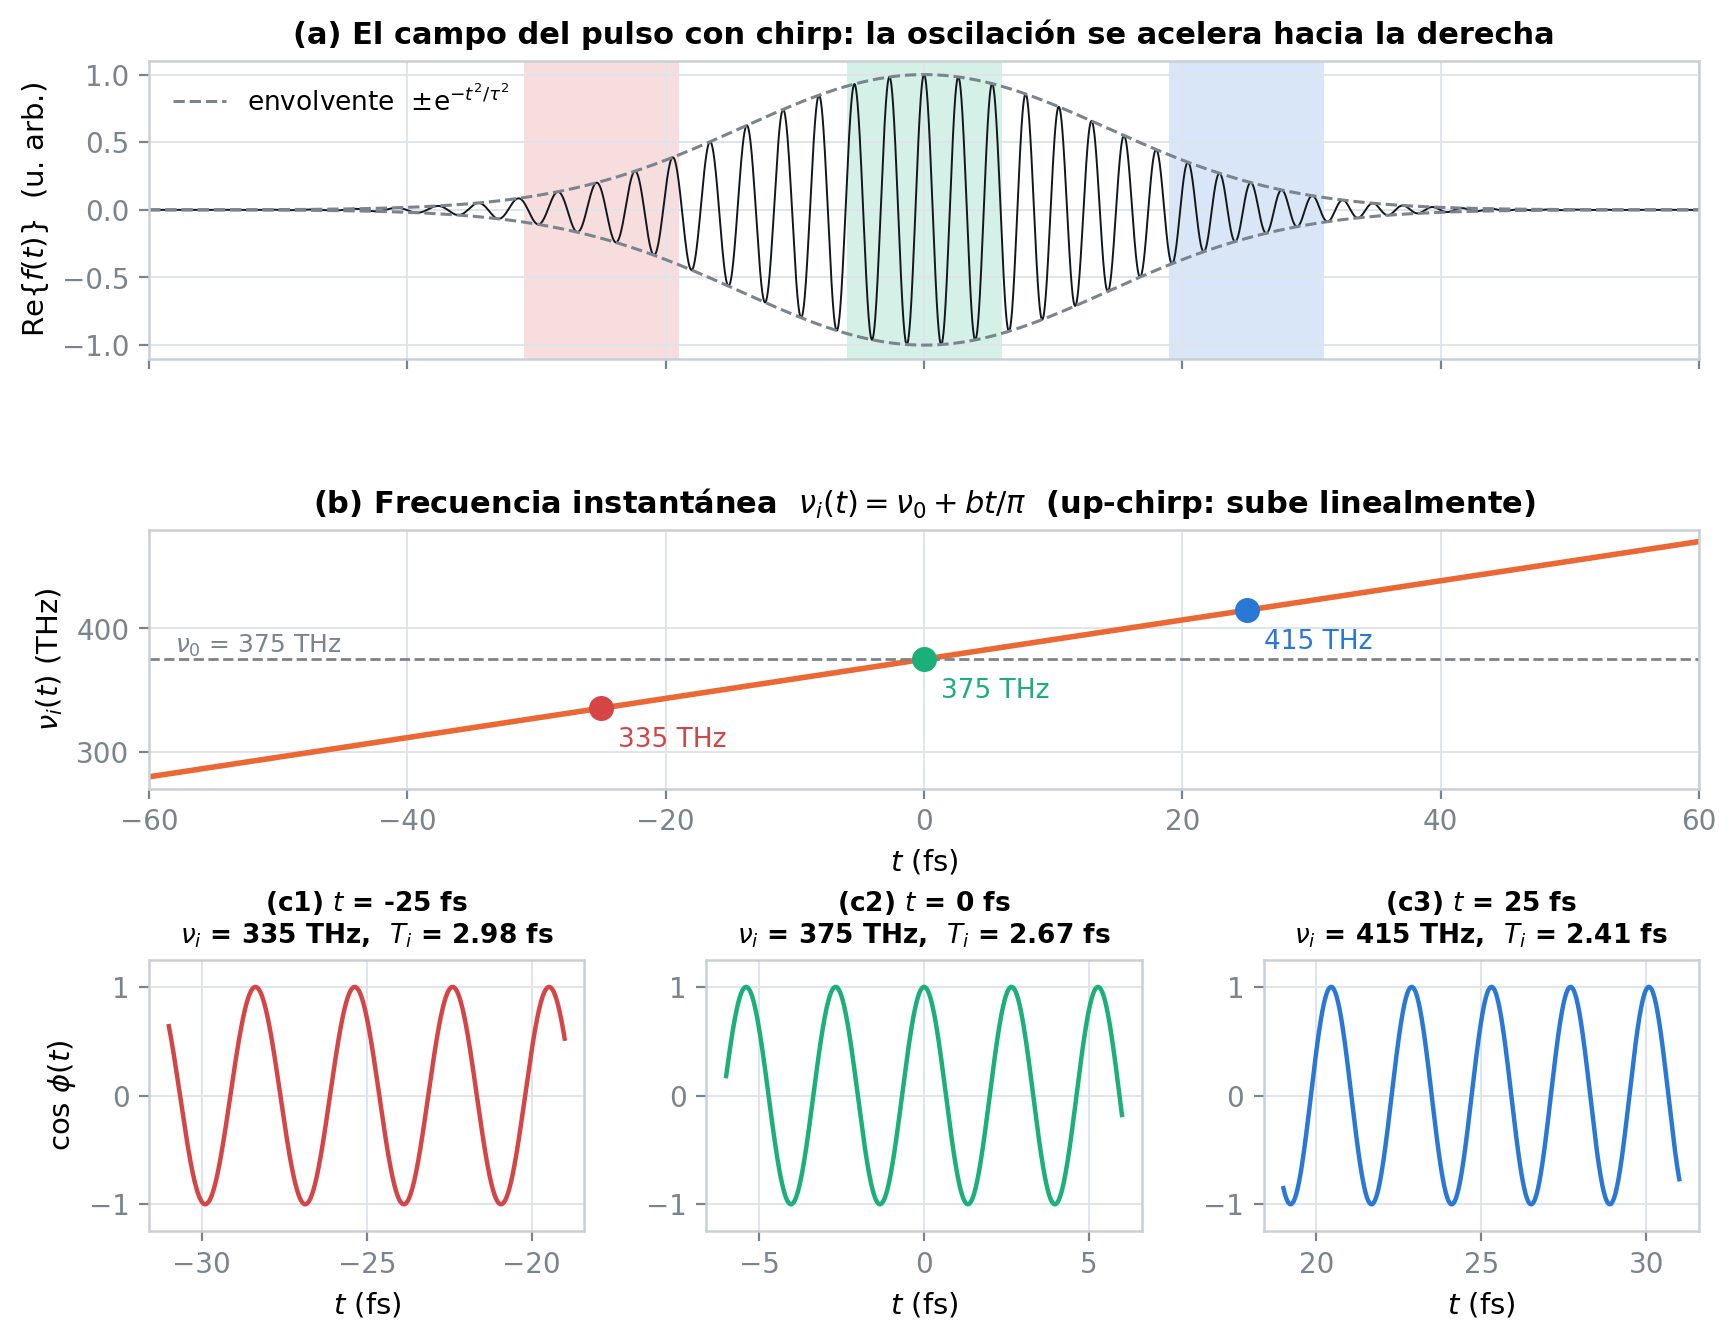 (a) El campo del pulso con chirp: la oscilación se acelera hacia la derecha
Re{f(t)} (u. arb.)
1.0
0.5
0.0
−0.5
−1.0
envolvente ±e^{−t²/τ²}
(b) Frecuencia instantánea ν_i(t) = ν₀ + bt/π (up-chirp: sube linealmente)
ν_i(t) (THz)
400
300
ν₀ = 375 THz
335 THz
375 THz
415 THz
−60 −40 −20 0 20 40 60
t (fs)
(c1) t = -25 fs
ν_i = 335 THz, T_i = 2.98 fs
cos ϕ(t)
1
0
−1
−30 −25 −20
t (fs)
(c2) t = 0 fs
ν_i = 375 THz, T_i = 2.67 fs
1
0
−1
−5 0 5
t (fs)
(c3) t = 25 fs
ν_i = 415 THz, T_i = 2.41 fs
1
0
−1
20 25 30
t (fs)